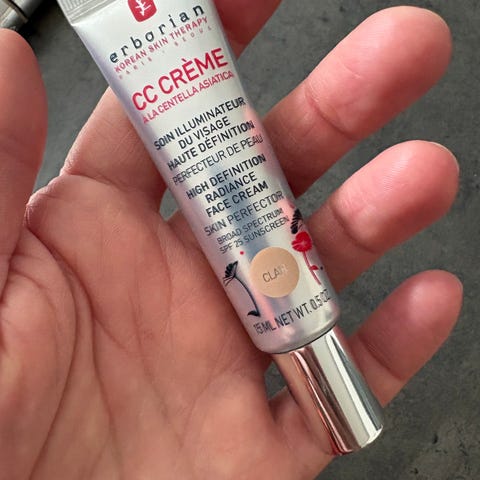 erborian
KOREAN SKIN THERAPY
PARIS · SEOUL
CC CRÈME
À LA CENTELLA ASIATICA
SOIN ILLUMINATEUR
DU VISAGE
HAUTE DÉFINITION
PERFECTEUR DE PEAU
HIGH DEFINITION
RADIANCE
FACE CREAM
SKIN PERFECTOR
BROAD SPECTRUM
SPF 25 SUNSCREEN
CLAIR
15 ML NET WT. 0.5 OZ